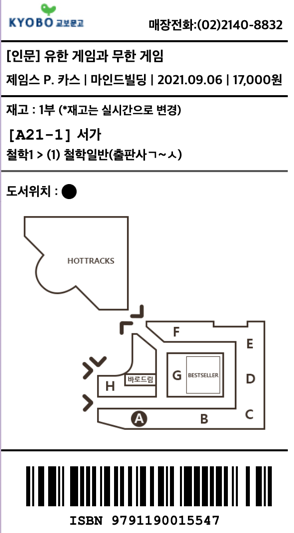 KYOBO 교보문고
매장전화:(02)2140-8832
[인문] 유한 게임과 무한 게임
제임스 P. 카스 | 마인드빌딩 | 2021.09.06 | 17,000원
재고 : 1부 (*재고는 실시간으로 변경)
[A21-1] 서가
철학1 > (1) 철학일반(출판사ㄱ~ㅅ)
도서위치 : ●
HOTTRACKS
F
E
바로드림
G
BESTSELLER
D
H
A
B
C
ISBN 9791190015547